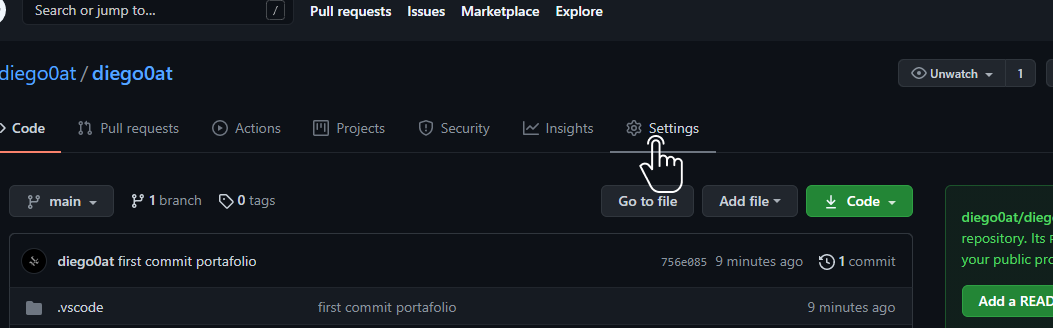 Search or jump to... /
Pull requests Issues Marketplace Explore
diego0at / diego0at
Unwatch 1
Code Pull requests Actions Projects Security Insights Settings
main 1 branch 0 tags Go to file Add file Code
diego0at first commit portafolio 756e085 9 minutes ago 1 commit
.vscode first commit portafolio 9 minutes ago
diego0at/dieg
repository. Its
your public pro
Add a READ